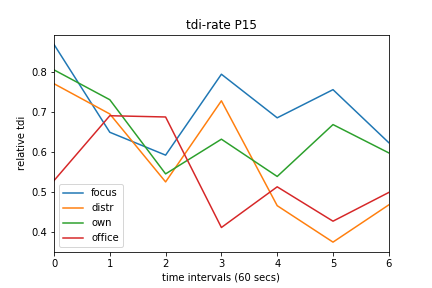 tdi-rate P15
relative tdi
0.8
0.7
0.6
0.5
0.4
focus
distr
own
office
0 1 2 3 4 5 6
time intervals (60 secs)